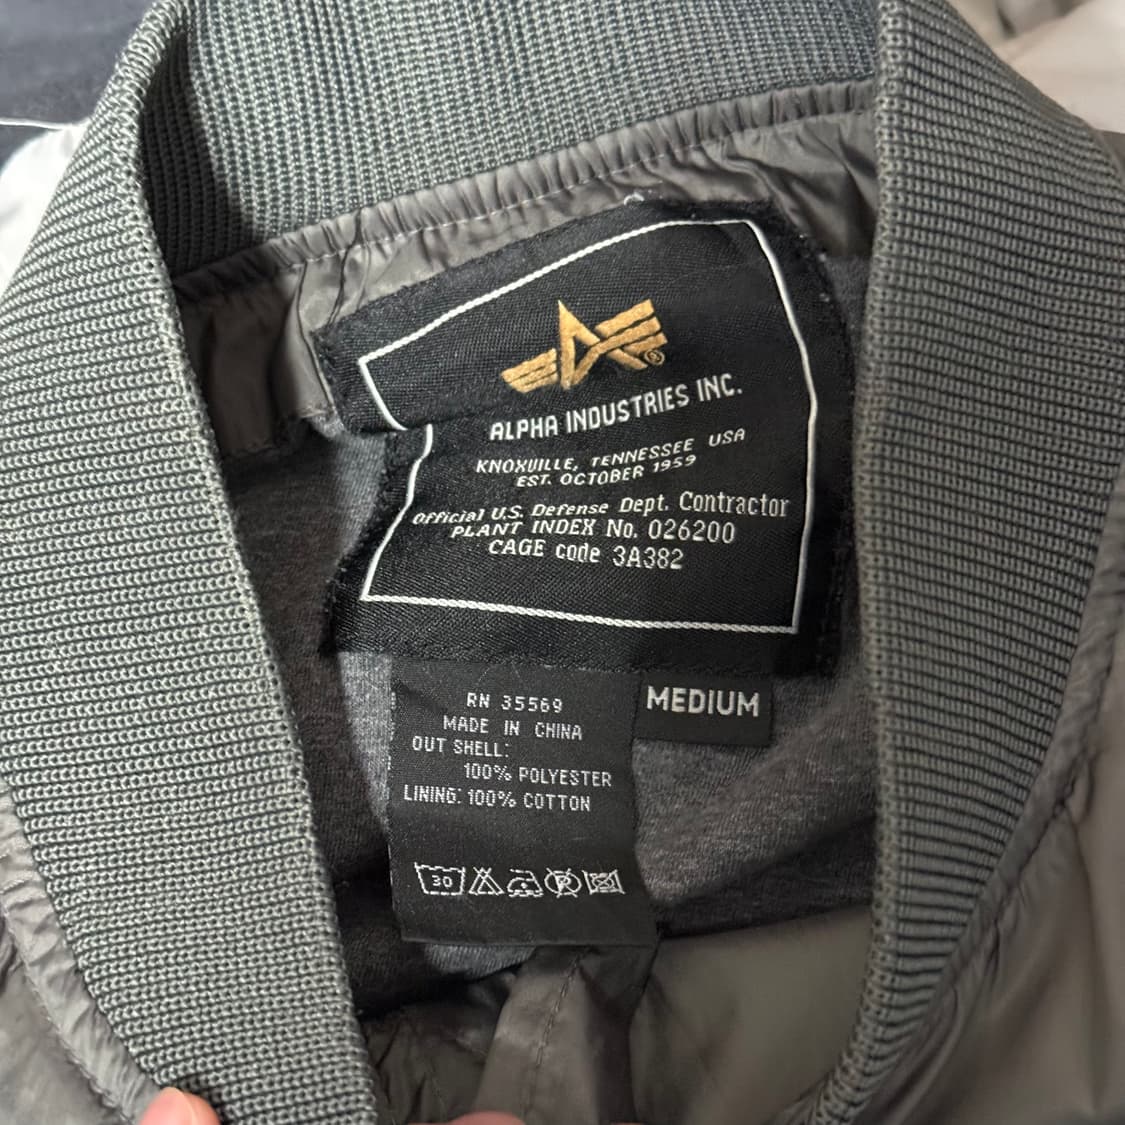 ALPHA INDUSTRIES INC.
KNOXVILLE, TENNESSEE USA
EST. OCTOBER 1959
Official U.S. Defense Dept. Contractor
PLANT INDEX No. 026200
CAGE code 3A382
MEDIUM
RN 35569
MADE IN CHINA
OUT SHELL:
100% POLYESTER
LINING: 100% COTTON
30